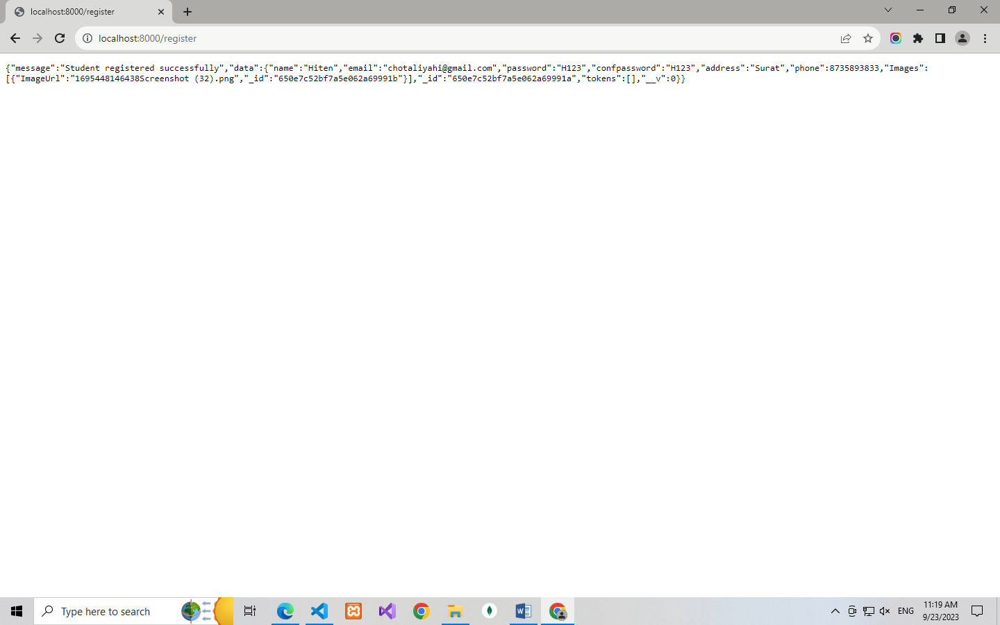 localhost:8000/register
localhost:8000/register
{"message":"Student registered successfully","data":{"name":"Hiten","email":"chotaliyahi@gmail.com","password":"H123","confpassword":"H123","address":"Surat","phone":8735893833,"Images":
[{"ImageUrl":"1695448146438Screenshot (32).png","_id":"650e7c52bf7a5e062a69991b"}],"_id":"650e7c52bf7a5e062a69991a","tokens":[],"__v":0}}
Type here to search
ENG
11:19 AM
9/23/2023